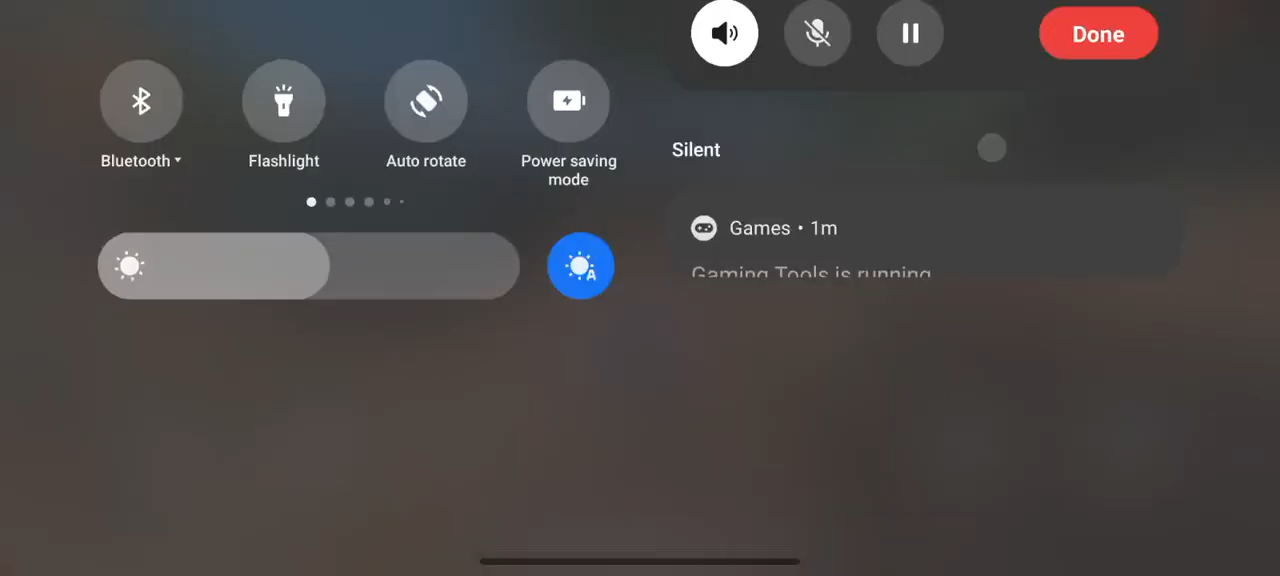 Done
Bluetooth
Flashlight
Auto rotate
Power saving
mode
Silent
Games • 1m
Gaming Tools is running
A